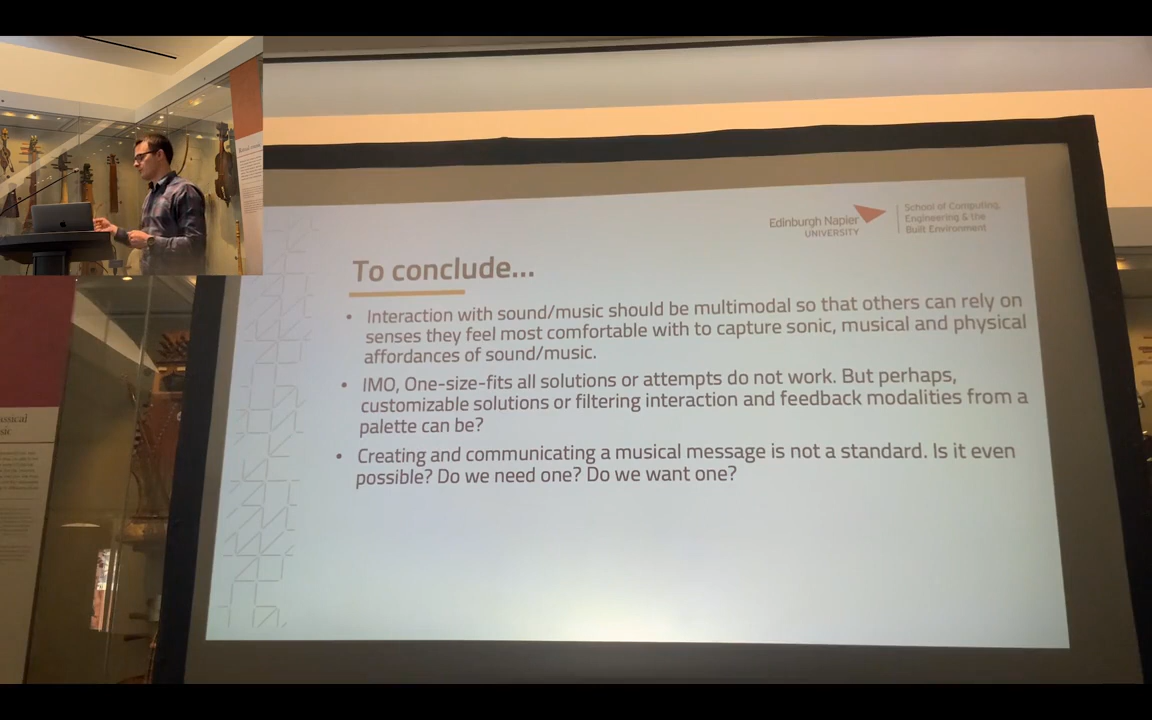 Edinburgh Napier
UNIVERSITY
School of Computing,
Engineering & the
Built Environment
To conclude...
• Interaction with sound/music should be multimodal so that others can rely on
senses they feel most comfortable with to capture sonic, musical and physical
affordances of sound/music.
• IMO, One-size-fits all solutions or attempts do not work. But perhaps,
customizable solutions or filtering interaction and feedback modalities from a
palette can be?
• Creating and communicating a musical message is not a standard. Is it even
possible? Do we need one? Do we want one?